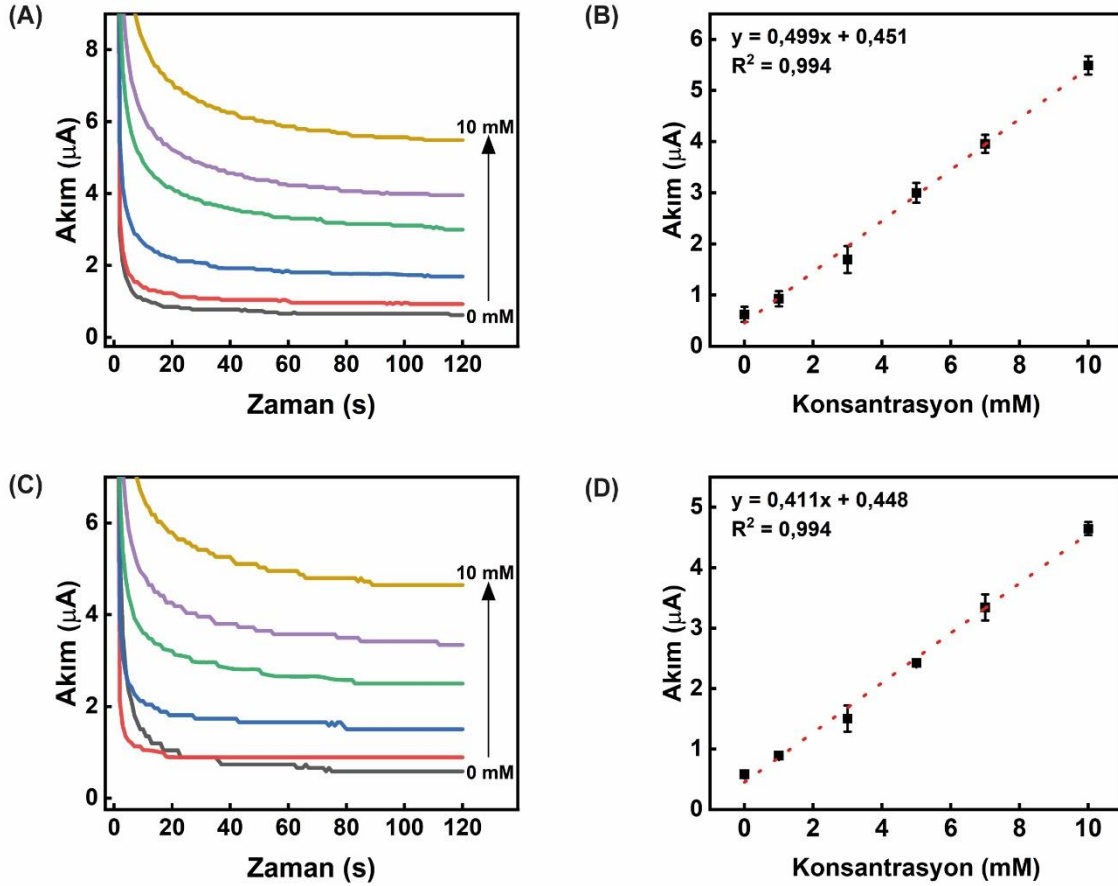 (A)
8
6
4
2
0
Akım (µA)
10 mM
0 mM
0 20 40 60 80 100 120
Zaman (s)
(B)
y = 0,499x + 0,451
R² = 0,994
6
5
4
3
2
1
0
Akım (µA)
0 2 4 6 8 10
Konsantrasyon (mM)
(C)
6
4
2
0
Akım (µA)
10 mM
0 mM
0 20 40 60 80 100 120
Zaman (s)
(D)
y = 0,411x + 0,448
R² = 0,994
5
4
3
2
1
0
Akım (µA)
0 2 4 6 8 10
Konsantrasyon (mM)